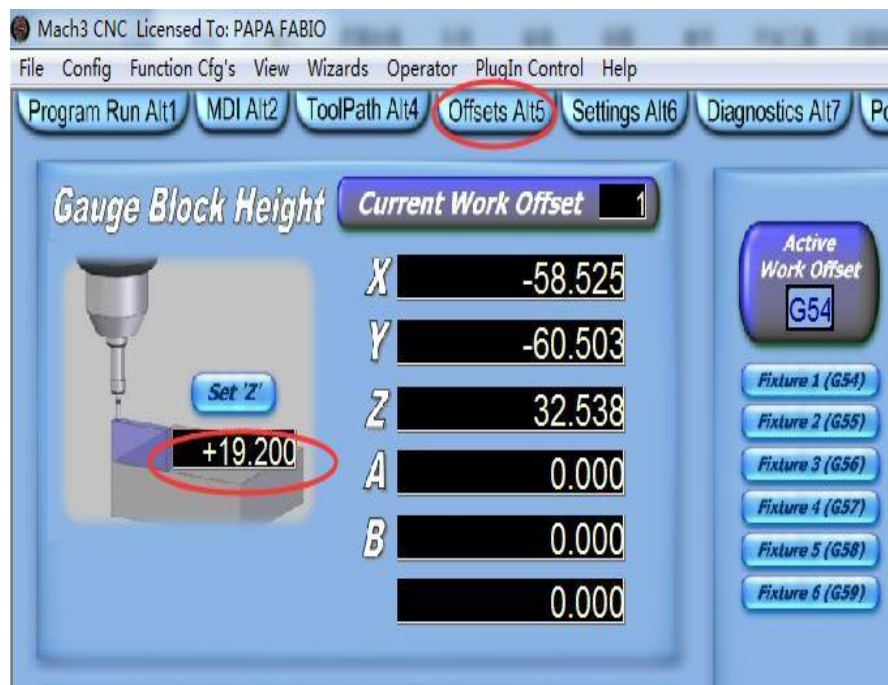 Mach3 CNC Licensed To: PAPA FABIO
File Config Function Cfg's View Wizards Operator PlugIn Control Help
Program Run Alt1 MDI Alt2 ToolPath Alt4 Offsets Alt5 Settings Alt6 Diagnostics Alt7
Gauge Block Height Current Work Offset 1
X -58.525
Y -60.503
Z 32.538
A 0.000
B 0.000
0.000
Set 'Z'
+19.200
Active
Work Offset
G54
Fixture 1 (G54)
Fixture 2 (G55)
Fixture 3 (G56)
Fixture 4 (G57)
Fixture 5 (G58)
Fixture 6 (G59)